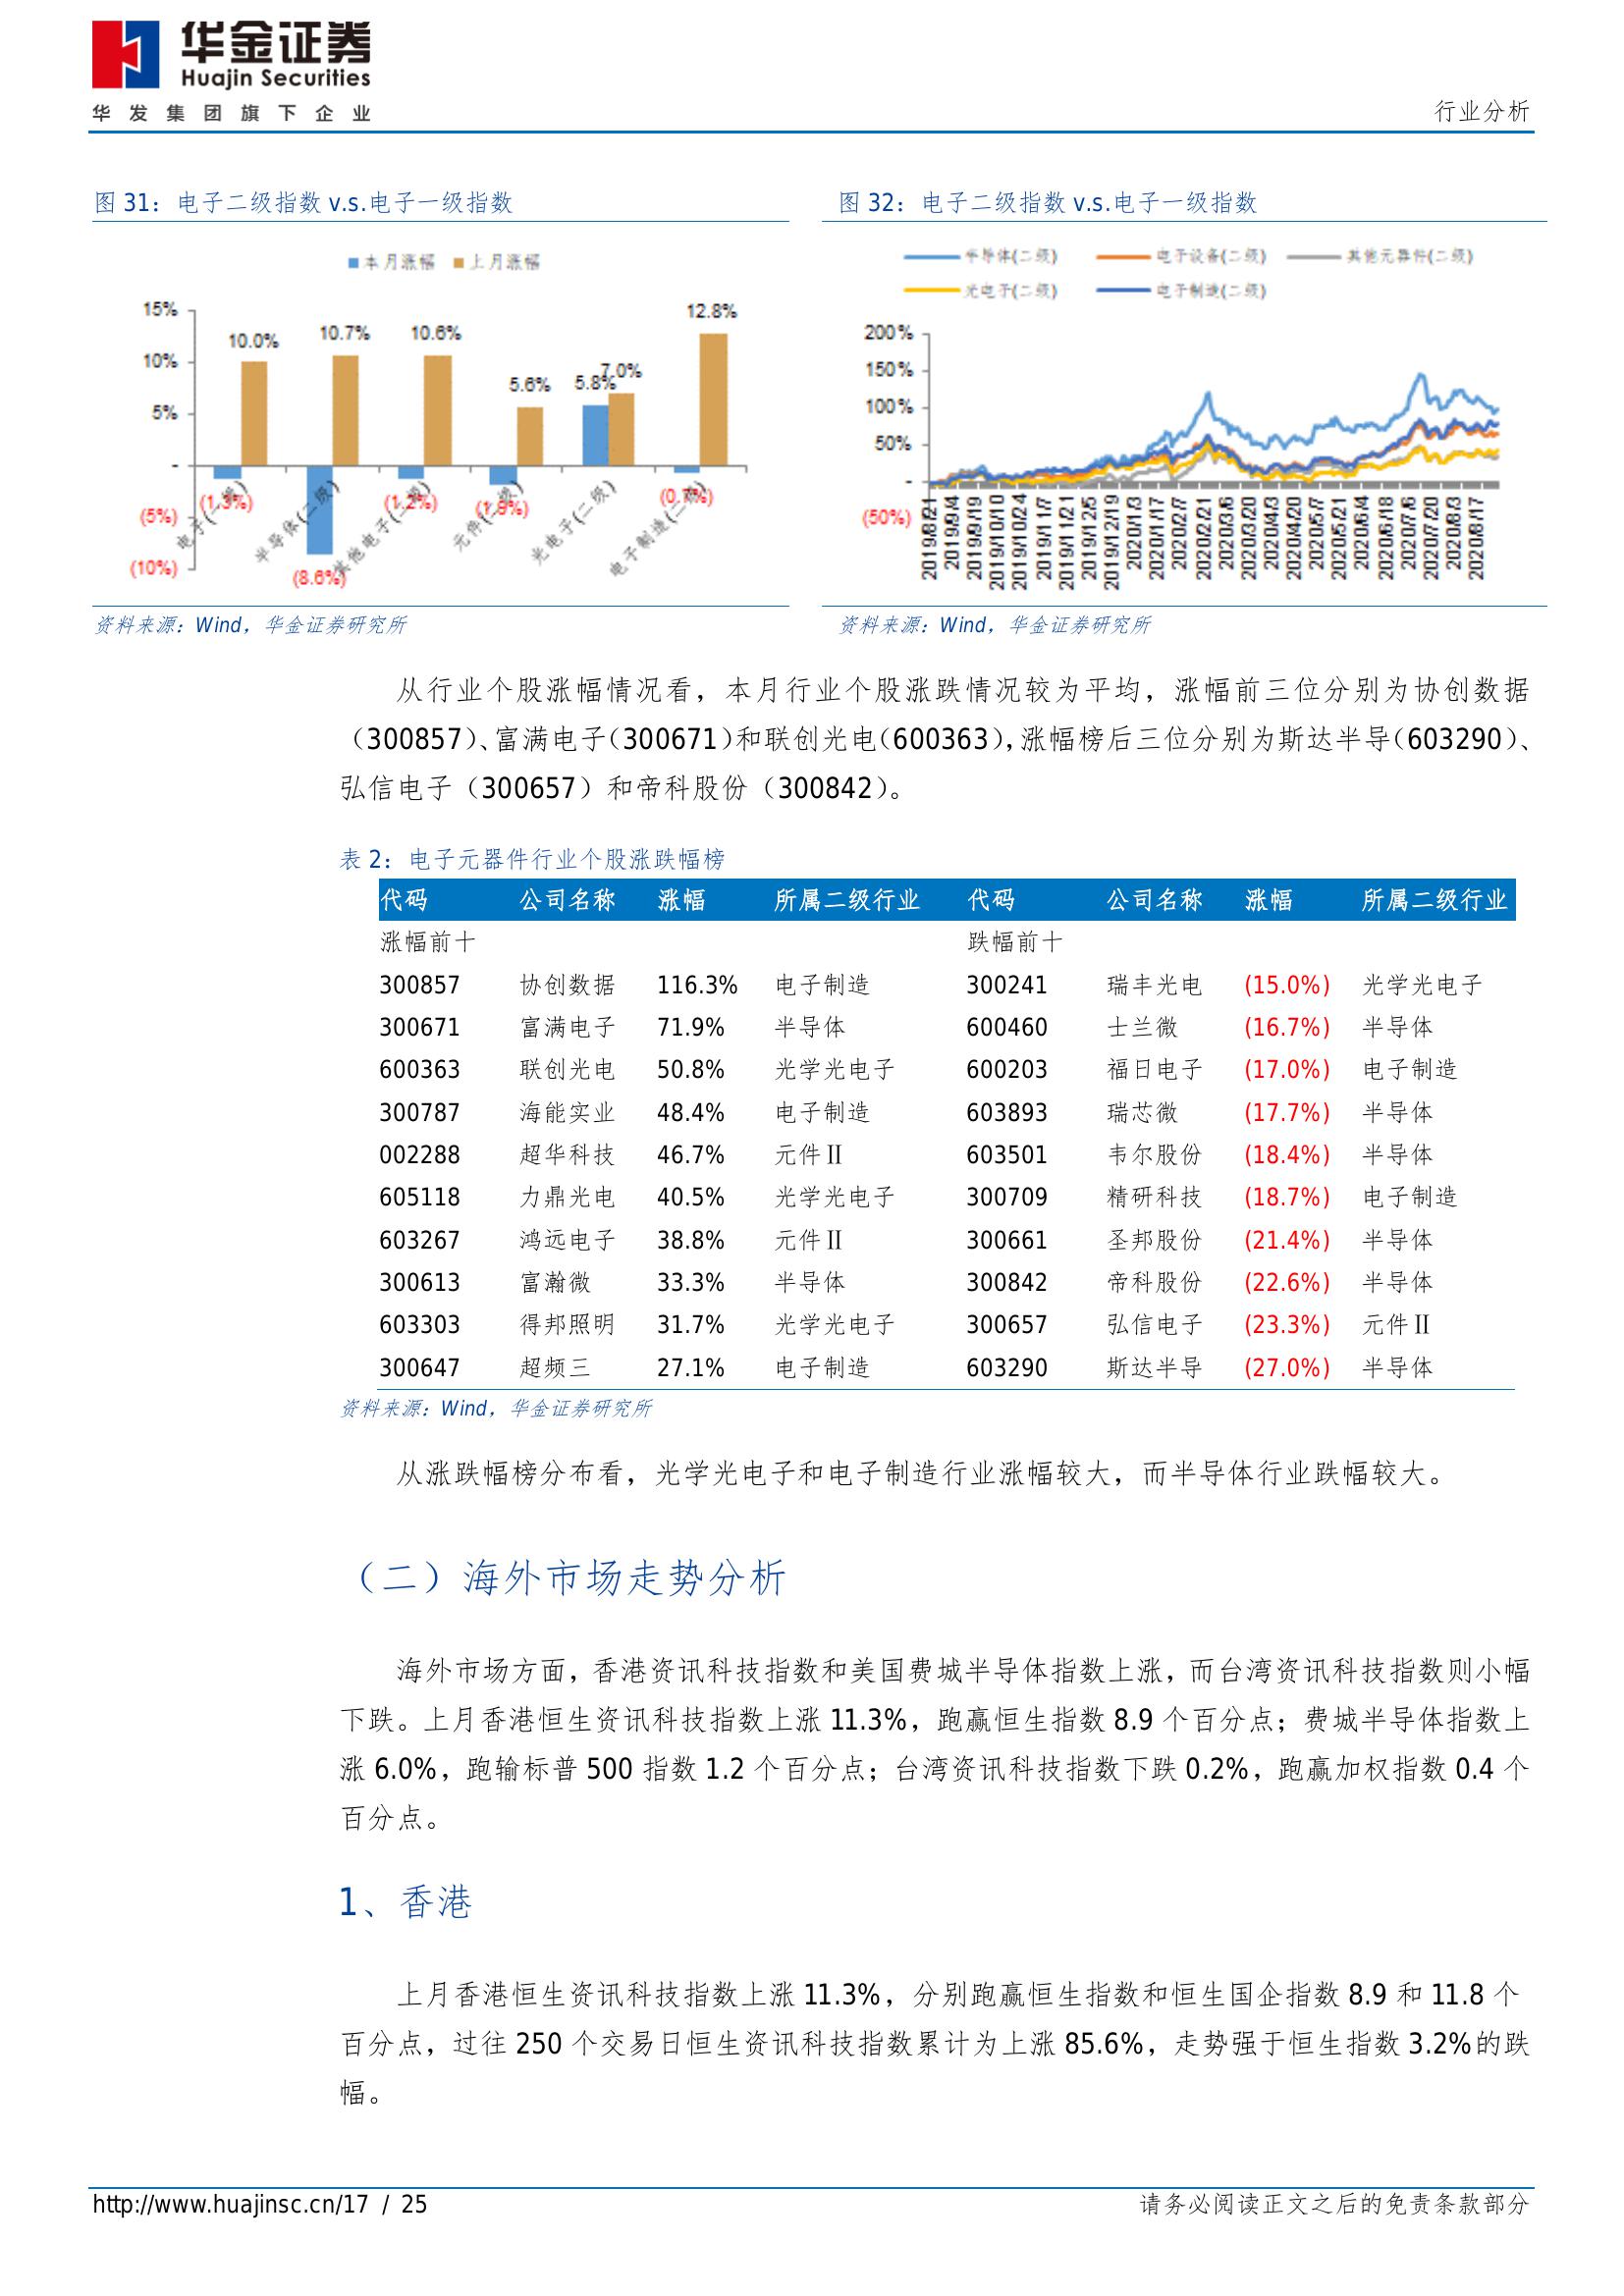 华金证券
Huajin Securities
华发集团旗下企业
行业分析
图 31：电子二级指数 v.s.电子一级指数
本月涨幅 上月涨幅
15%
10%
5%
-
(5%)
(10%)
10.0% 10.7% 10.6% 5.6% 5.8% 7.0% 12.8%
(1.3%) (8.6%) (1.2%) (1.9%) (0.7%)
电子(二级) 半导体(二级) 其他电子(二级) 元件(二级) 光电子(二级) 电子制造(二级)
资料来源：Wind，华金证券研究所
图 32：电子二级指数 v.s.电子一级指数
半导体(二级) 电子设备(二级) 其他元器件(二级)
光电子(二级) 电子制造(二级)
200%
150%
100%
50%
-
(50%)
2019/8/21 2019/9/4 2019/9/19 2019/10/10 2019/10/24 2019/11/7 2019/11/21 2019/12/5 2019/12/19 2020/1/3 2020/1/17 2020/2/7 2020/2/21 2020/3/6 2020/3/20 2020/4/3 2020/4/20 2020/5/7 2020/5/21 2020/6/4 2020/6/18 2020/7/6 2020/7/20 2020/8/3 2020/8/17
资料来源：Wind，华金证券研究所
从行业个股涨幅情况看，本月行业个股涨跌情况较为平均，涨幅前三位分别为协创数据
（300857）、富满电子（300671）和联创光电（600363），涨幅榜后三位分别为斯达半导（603290）、
弘信电子（300657）和帝科股份（300842）。
表 2：电子元器件行业个股涨跌幅榜
代码 公司名称 涨幅 所属二级行业 代码 公司名称 涨幅 所属二级行业
涨幅前十 跌幅前十
300857 协创数据 116.3% 电子制造 300241 瑞丰光电 (15.0%) 光学光电子
300671 富满电子 71.9% 半导体 600460 士兰微 (16.7%) 半导体
600363 联创光电 50.8% 光学光电子 600203 福日电子 (17.0%) 电子制造
300787 海能实业 48.4% 电子制造 603893 瑞芯微 (17.7%) 半导体
002288 超华科技 46.7% 元件Ⅱ 603501 韦尔股份 (18.4%) 半导体
605118 力鼎光电 40.5% 光学光电子 300709 精研科技 (18.7%) 电子制造
603267 鸿远电子 38.8% 元件Ⅱ 300661 圣邦股份 (21.4%) 半导体
300613 富瀚微 33.3% 半导体 300842 帝科股份 (22.6%) 半导体
603303 得邦照明 31.7% 光学光电子 300657 弘信电子 (23.3%) 元件Ⅱ
300647 超频三 27.1% 电子制造 603290 斯达半导 (27.0%) 半导体
资料来源：Wind，华金证券研究所
从涨跌幅榜分布看，光学光电子和电子制造行业涨幅较大，而半导体行业跌幅较大。
（二）海外市场走势分析
海外市场方面，香港资讯科技指数和美国费城半导体指数上涨，而台湾资讯科技指数则小幅
下跌。上月香港恒生资讯科技指数上涨 11.3%，跑赢恒生指数 8.9 个百分点；费城半导体指数上
涨 6.0%，跑输标普 500 指数 1.2 个百分点；台湾资讯科技指数下跌 0.2%，跑赢加权指数 0.4 个
百分点。
1、香港
上月香港恒生资讯科技指数上涨 11.3%，分别跑赢恒生指数和恒生国企指数 8.9 和 11.8 个
百分点，过往 250 个交易日恒生资讯科技指数累计为上涨 85.6%，走势强于恒生指数 3.2%的跌
幅。
http://www.huajinsc.cn/17 / 25
请务必阅读正文之后的免责条款部分